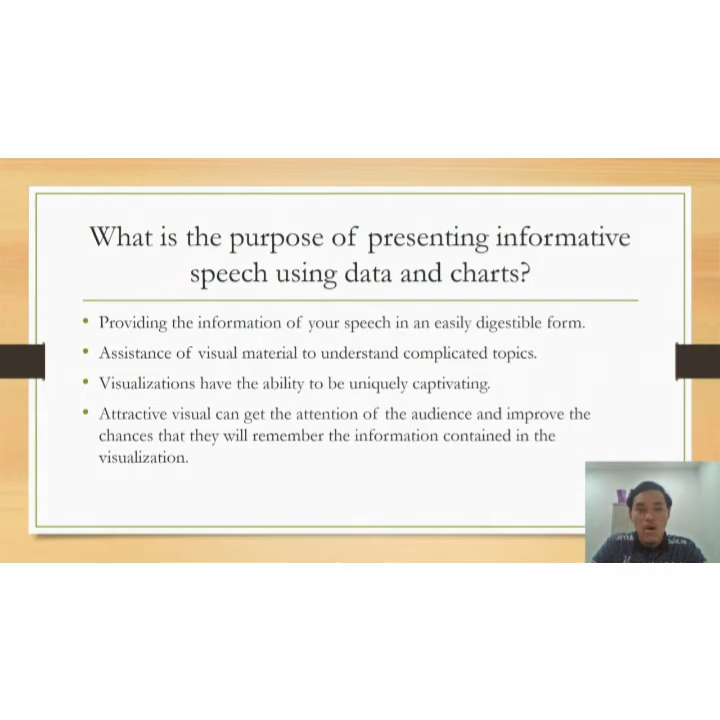 What is the purpose of presenting informative
speech using data and charts?
• Providing the information of your speech in an easily digestible form.
• Assistance of visual material to understand complicated topics.
• Visualizations have the ability to be uniquely captivating.
• Attractive visual can get the attention of the audience and improve the
chances that they will remember the information contained in the
visualization.